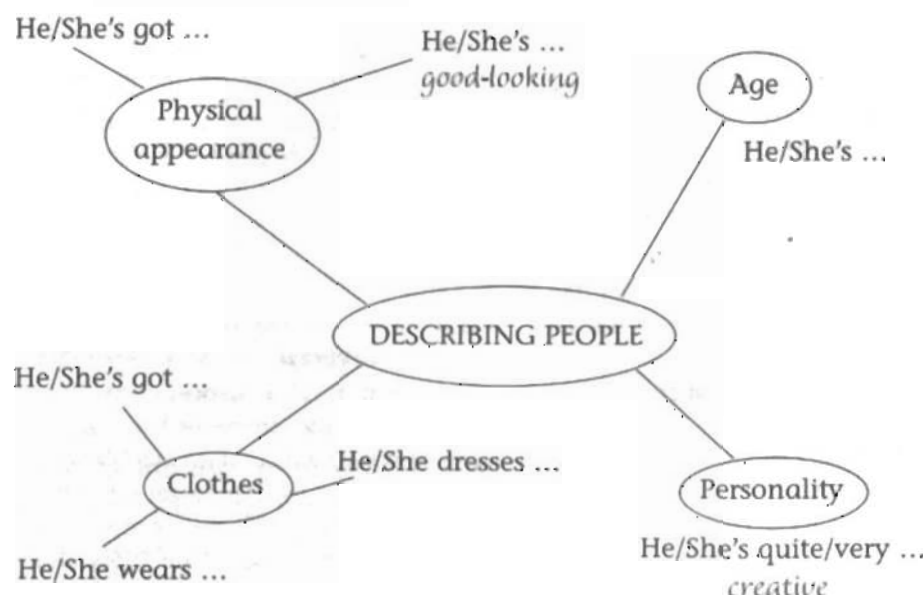 He/She's got ...
He/She's ...
good-looking
Physical
appearance
Age
He/She's ...
DESCRIBING PEOPLE
He/She's got ...
He/She dresses ...
Clothes
He/She wears ...
Personality
He/She's quite/very ...
creative